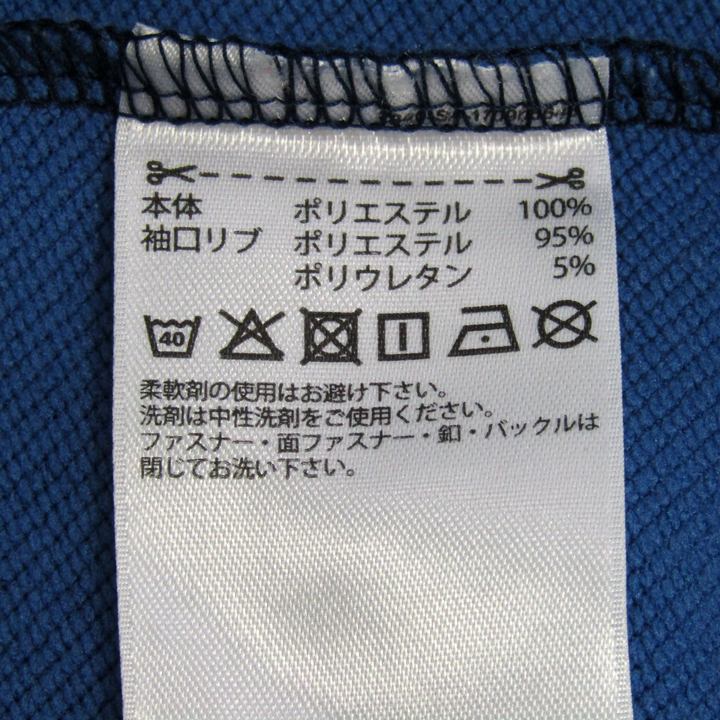 本体 ポリエステル 100%
袖口リブ ポリエステル 95%
ポリウレタン 5%
40
柔軟剤の使用はお避け下さい。
洗剤は中性洗剤をご使用ください。
ファスナー・面ファスナー・釦・バックルは
閉じてお洗い下さい。